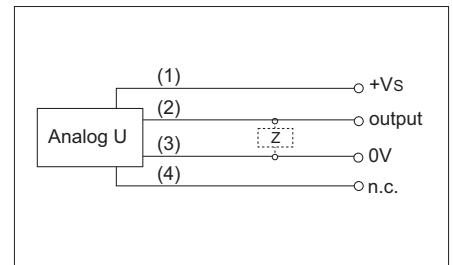 (1)
+Vs
(2)
output
Analog U
Z
(3)
0V
(4)
n.c.